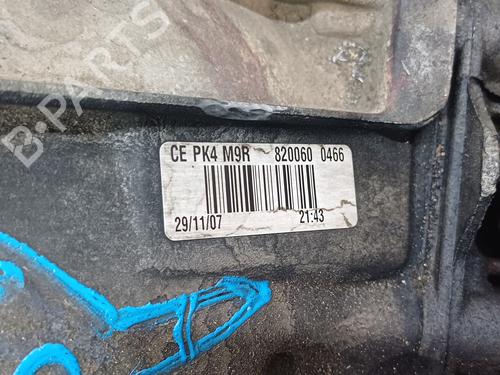 B-PARTS
CE PK4 M9R 820060 0466
29/11/07 21:43